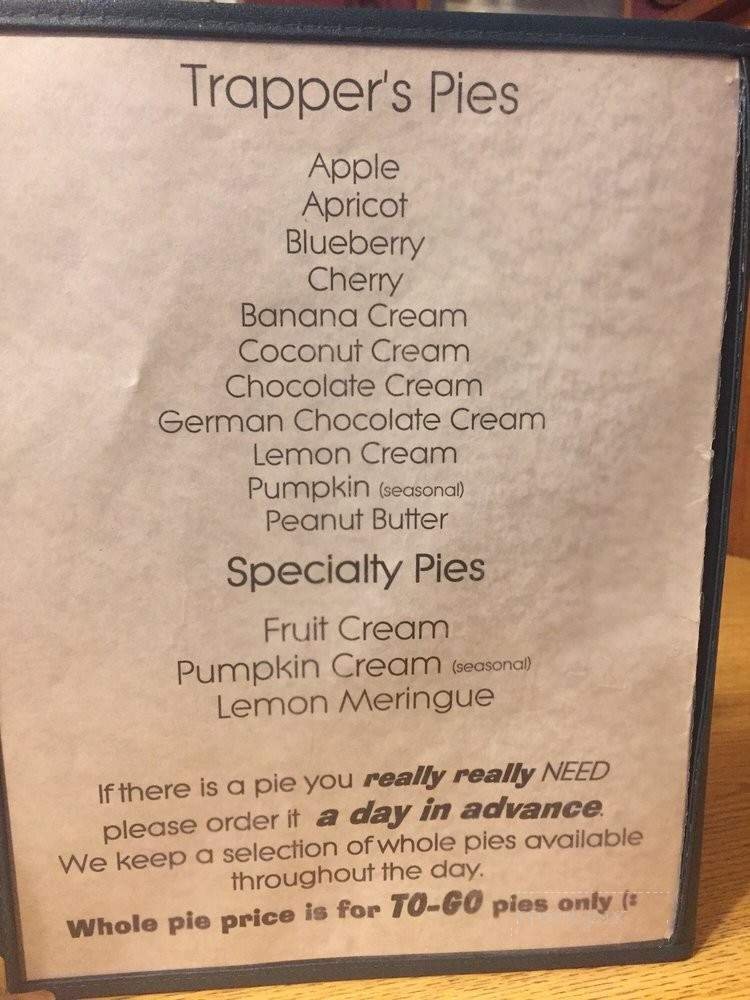 Trapper's Pies
Apple
Apricot
Blueberry
Cherry
Banana Cream
Coconut Cream
Chocolate Cream
German Chocolate Cream
Lemon Cream
Pumpkin (seasonal)
Peanut Butter
Specialty Pies
Fruit Cream
Pumpkin Cream (seasonal)
Lemon Meringue
If there is a pie you really really NEED
please order it a day in advance.
We keep a selection of whole pies available
throughout the day.
Whole pie price is for TO-GO pies only (: